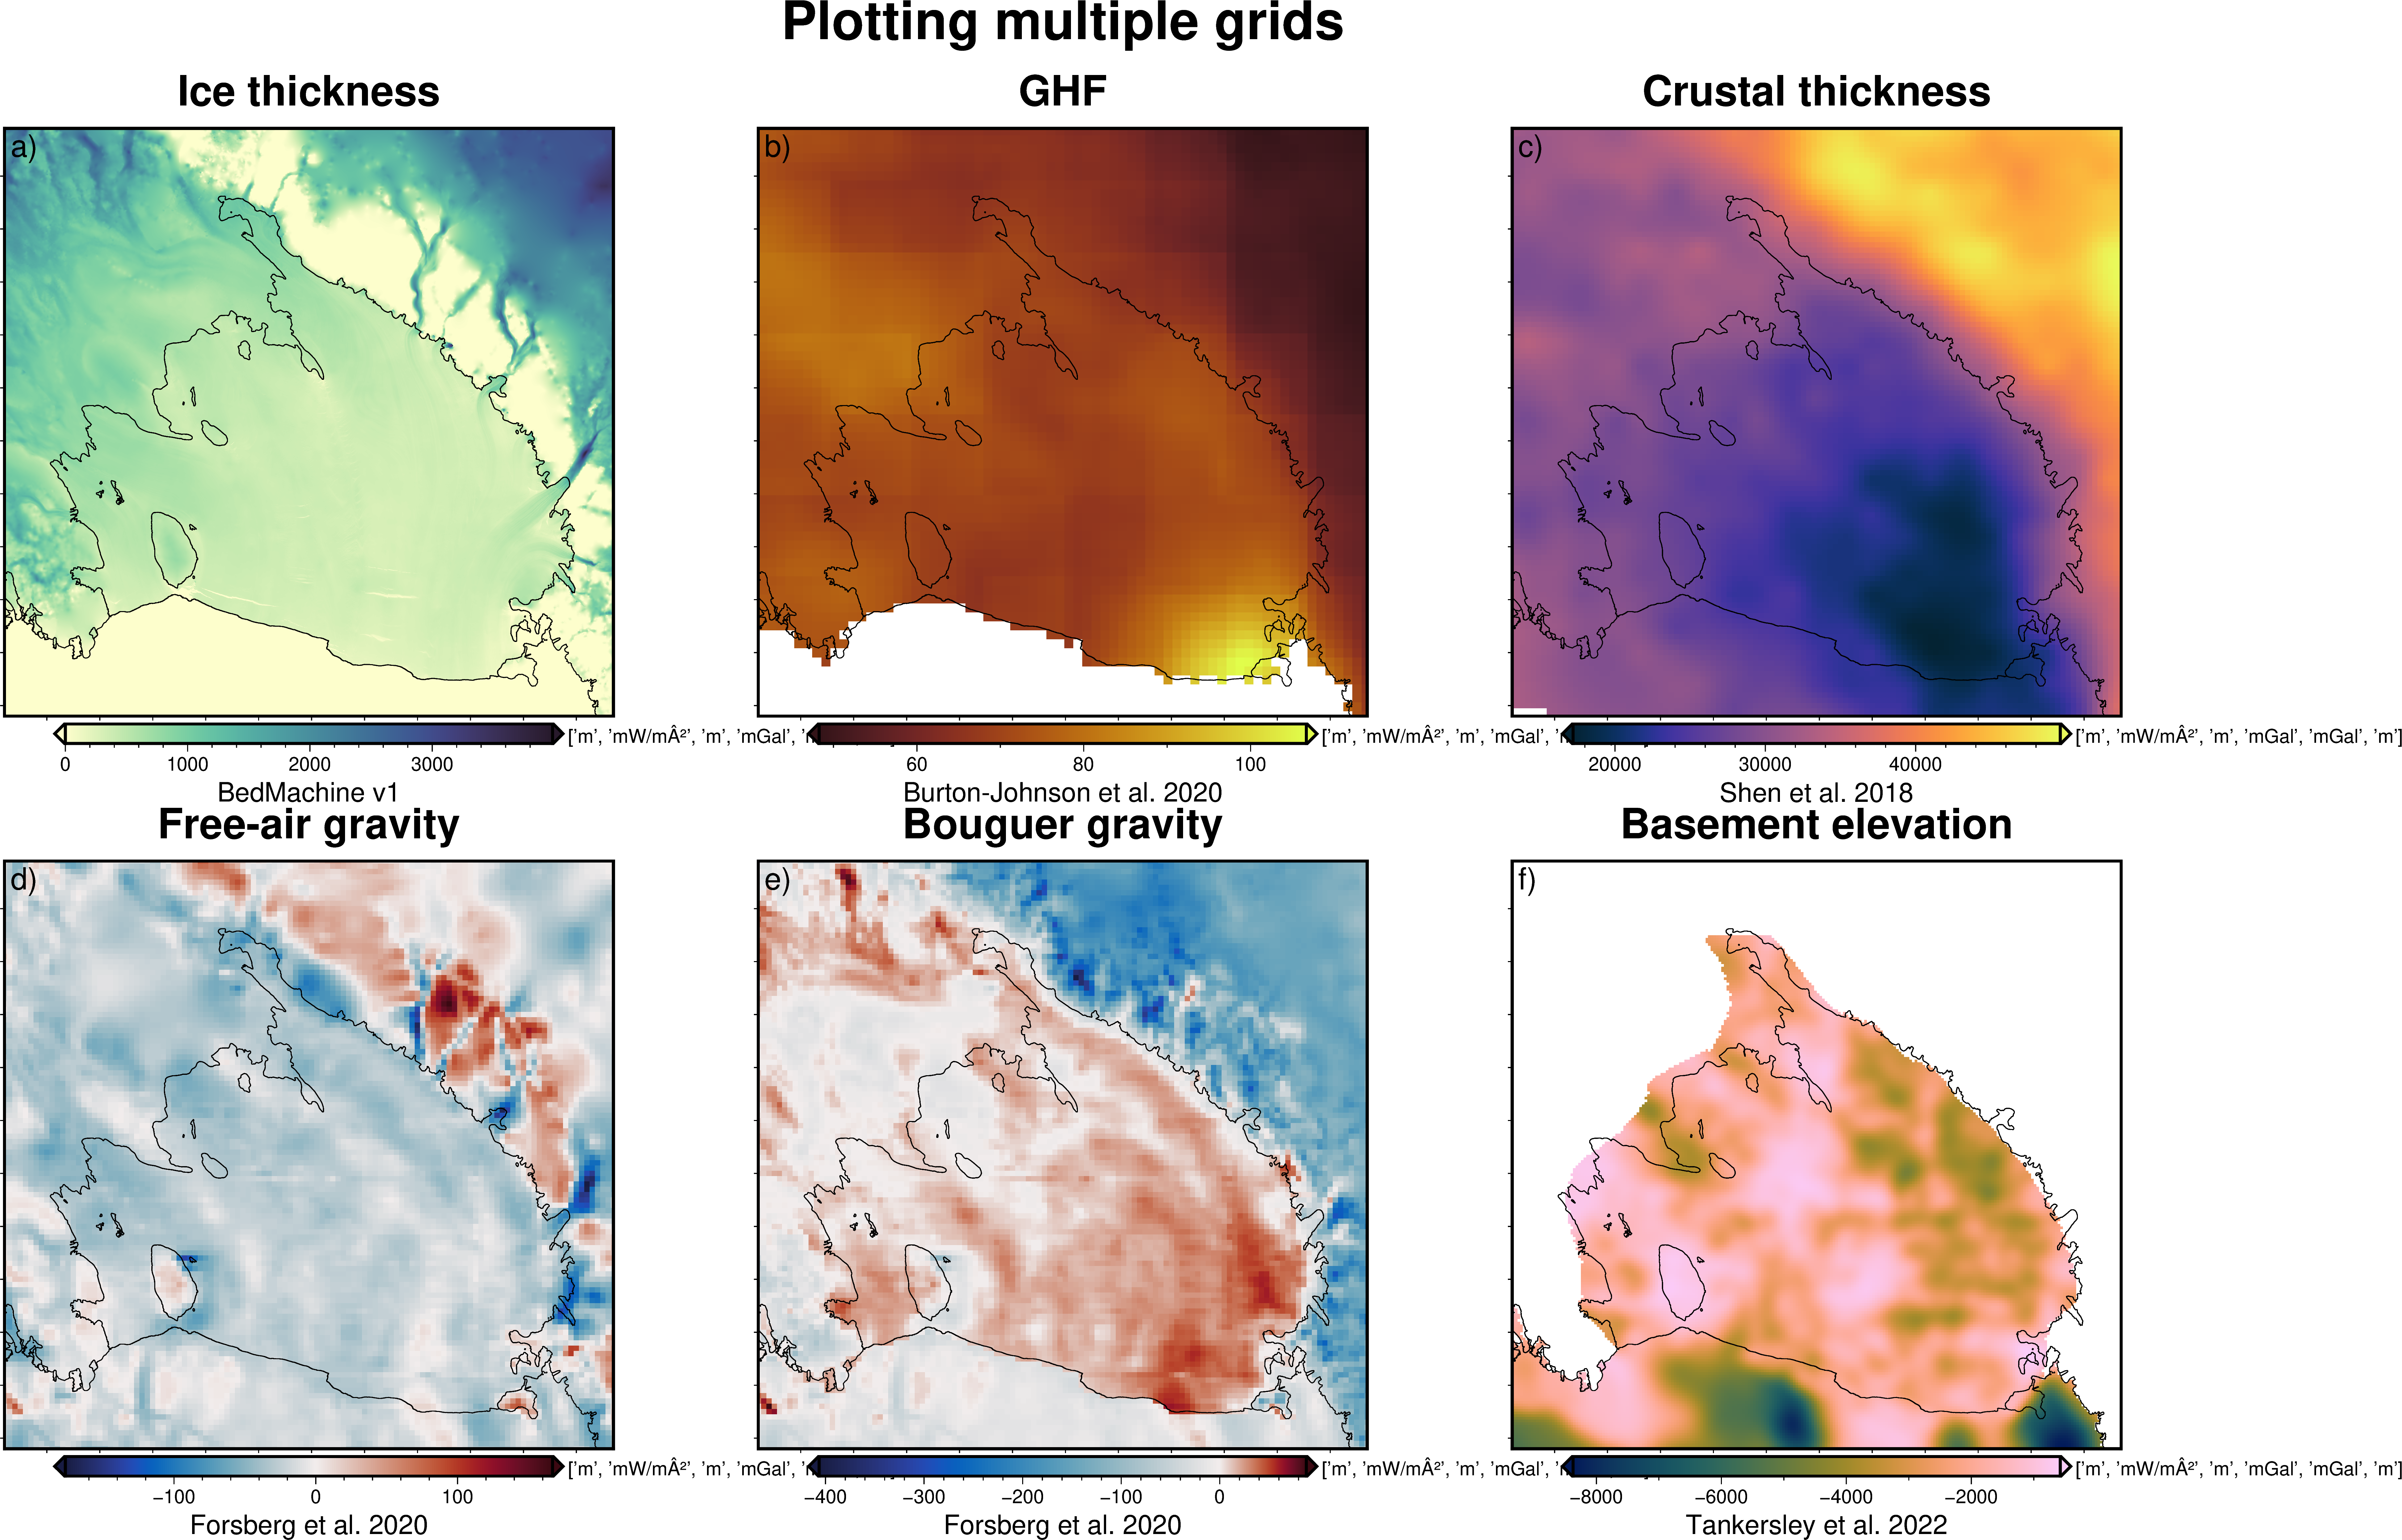 Plotting multiple grids
Ice thickness
GHF
Crustal thickness
a)
b)
c)
['m', 'mW/mÂ²', 'm', 'mGal', '
['m', 'mW/mÂ²', 'm', 'mGal', '
['m', 'mW/mÂ²', 'm', 'mGal', 'mGal', 'm']
0 1000 2000 3000
60 80 100
20000 30000 40000
BedMachine v1
Burton-Johnson et al. 2020
Shen et al. 2018
Free-air gravity
Bouguer gravity
Basement elevation
d)
e)
f)
['m', 'mW/mÂ²', 'm', 'mGal', '
['m', 'mW/mÂ²', 'm', 'mGal', '
['m', 'mW/mÂ²', 'm', 'mGal', 'mGal', 'm']
−100 0 100
−400 −300 −200 −100 0
−8000 −6000 −4000 −2000
Forsberg et al. 2020
Forsberg et al. 2020
Tankersley et al. 2022